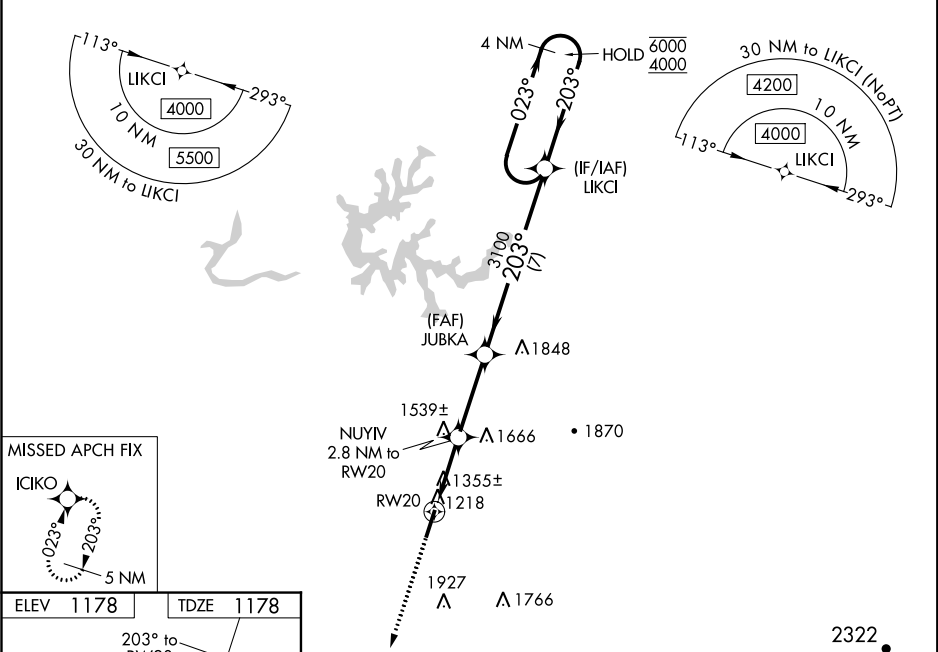 113°
LIKCI
293°
4000
10 NM
5500
30 NM to LIKCI
4 NM
HOLD
6000
4000
023°
203°
(IF/IAF)
LIKCI
30 NM to LIKCI (NoPT)
4200
10 NM
4000
113°
LIKCI
293°
3100
203°
(7)
(FAF)
JUBKA
1848
1539±
NUYIV
2.8 NM to
RW20
1666
1870
1355±
RW20
1218
MISSED APCH FIX
ICIKO
023°
203°
5 NM
1927
1766
ELEV 1178
TDZE 1178
203° to
2322